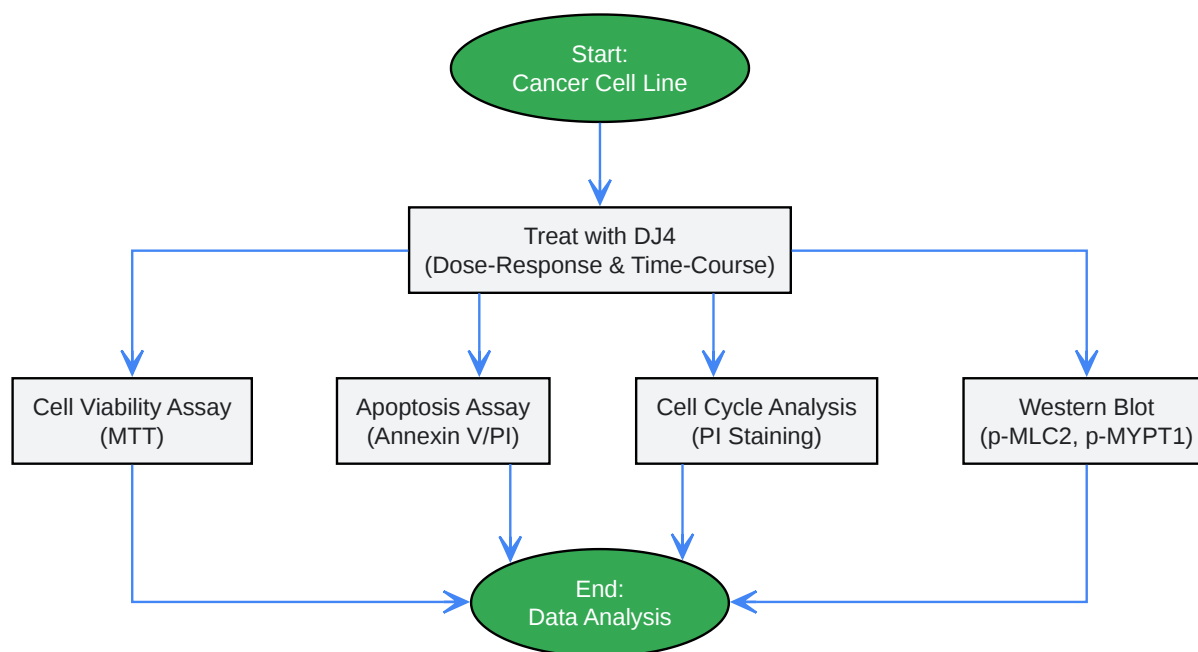 Start:
Cancer Cell Line
Treat with DJ4
(Dose-Response & Time-Course)
Cell Viability Assay
(MTT)
Apoptosis Assay
(Annexin V/PI)
Cell Cycle Analysis
(PI Staining)
Western Blot
(p-MLC2, p-MYPT1)
End:
Data Analysis